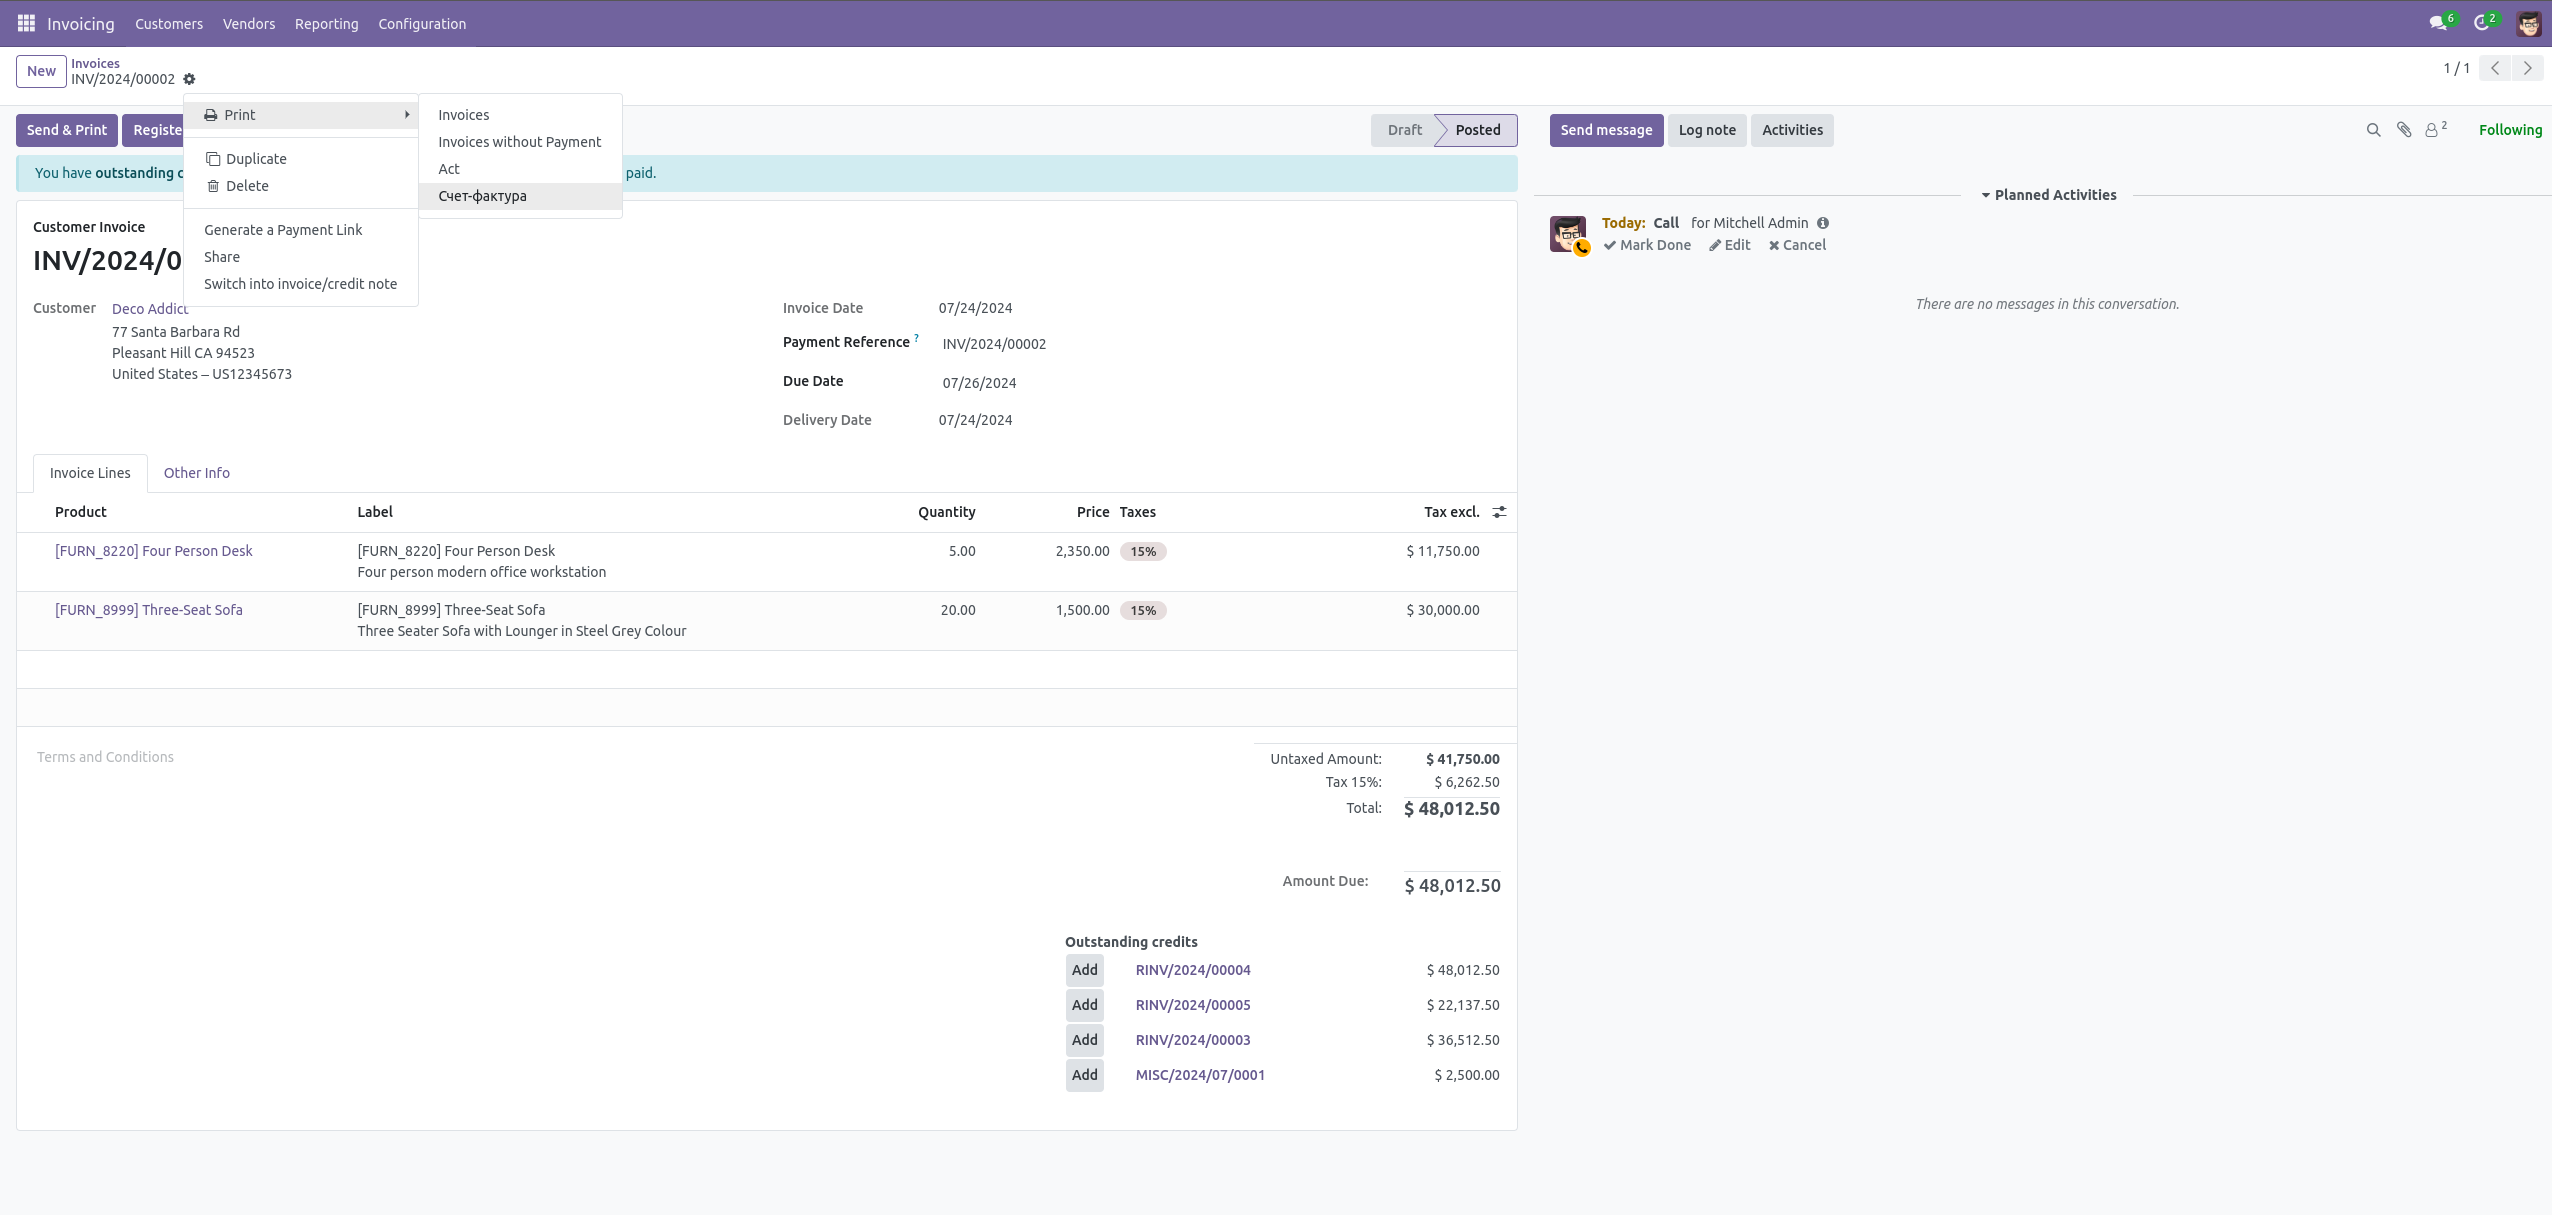 Invoicing Customers Vendors Reporting Configuration 6 2
New Invoices
INV/2024/00002
1 / 1
Print
Duplicate
Delete
Generate a Payment Link
Share
Switch into invoice/credit note
Invoices
Invoices without Payment
Act
Счет-фактура
Send & Print Registe
Draft Posted
Send message Log note Activities
2 Following
You have outstanding c paid.
Customer Invoice
INV/2024/0
Customer Deco Addict
77 Santa Barbara Rd
Pleasant Hill CA 94523
United States – US12345673
Invoice Date 07/24/2024
Payment Reference ? INV/2024/00002
Due Date 07/26/2024
Delivery Date 07/24/2024
Planned Activities
Today: Call for Mitchell Admin
Mark Done Edit Cancel
There are no messages in this conversation.
Invoice Lines Other Info
Product Label Quantity Price Taxes Tax excl.
[FURN_8220] Four Person Desk [FURN_8220] Four Person Desk 5.00 2,350.00 15% $ 11,750.00
Four person modern office workstation
[FURN_8999] Three-Seat Sofa [FURN_8999] Three-Seat Sofa 20.00 1,500.00 15% $ 30,000.00
Three Seater Sofa with Lounger in Steel Grey Colour
Terms and Conditions
Untaxed Amount: $ 41,750.00
Tax 15%: $ 6,262.50
Total: $ 48,012.50
Amount Due: $ 48,012.50
Outstanding credits
Add RINV/2024/00004 $ 48,012.50
Add RINV/2024/00005 $ 22,137.50
Add RINV/2024/00003 $ 36,512.50
Add MISC/2024/07/0001 $ 2,500.00